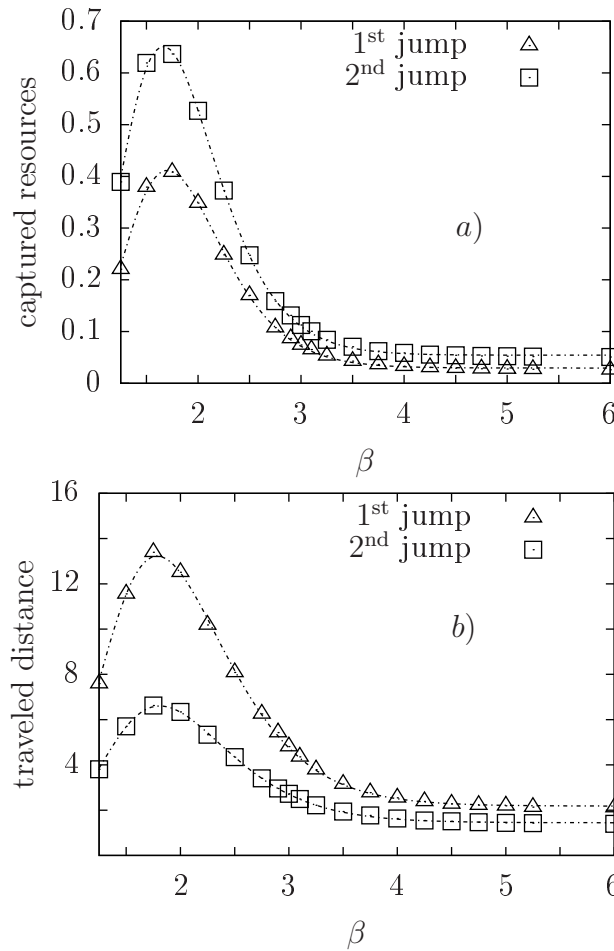 0.7
0.6
0.5
0.4
0.3
0.2
0.1
0
captured resources
1st jump
2nd jump
a)
2 3 4 5 6
β
16
12
8
4
traveled distance
1st jump
2nd jump
b)
2 3 4 5 6
β